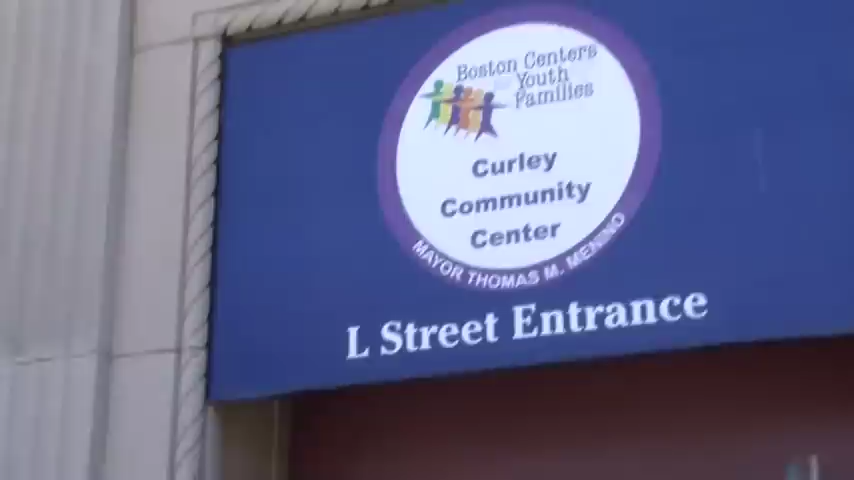 Boston Centers
Youth
Families
Curley
Community
Center
MAYOR THOMAS M. MENINO
L Street Entrance